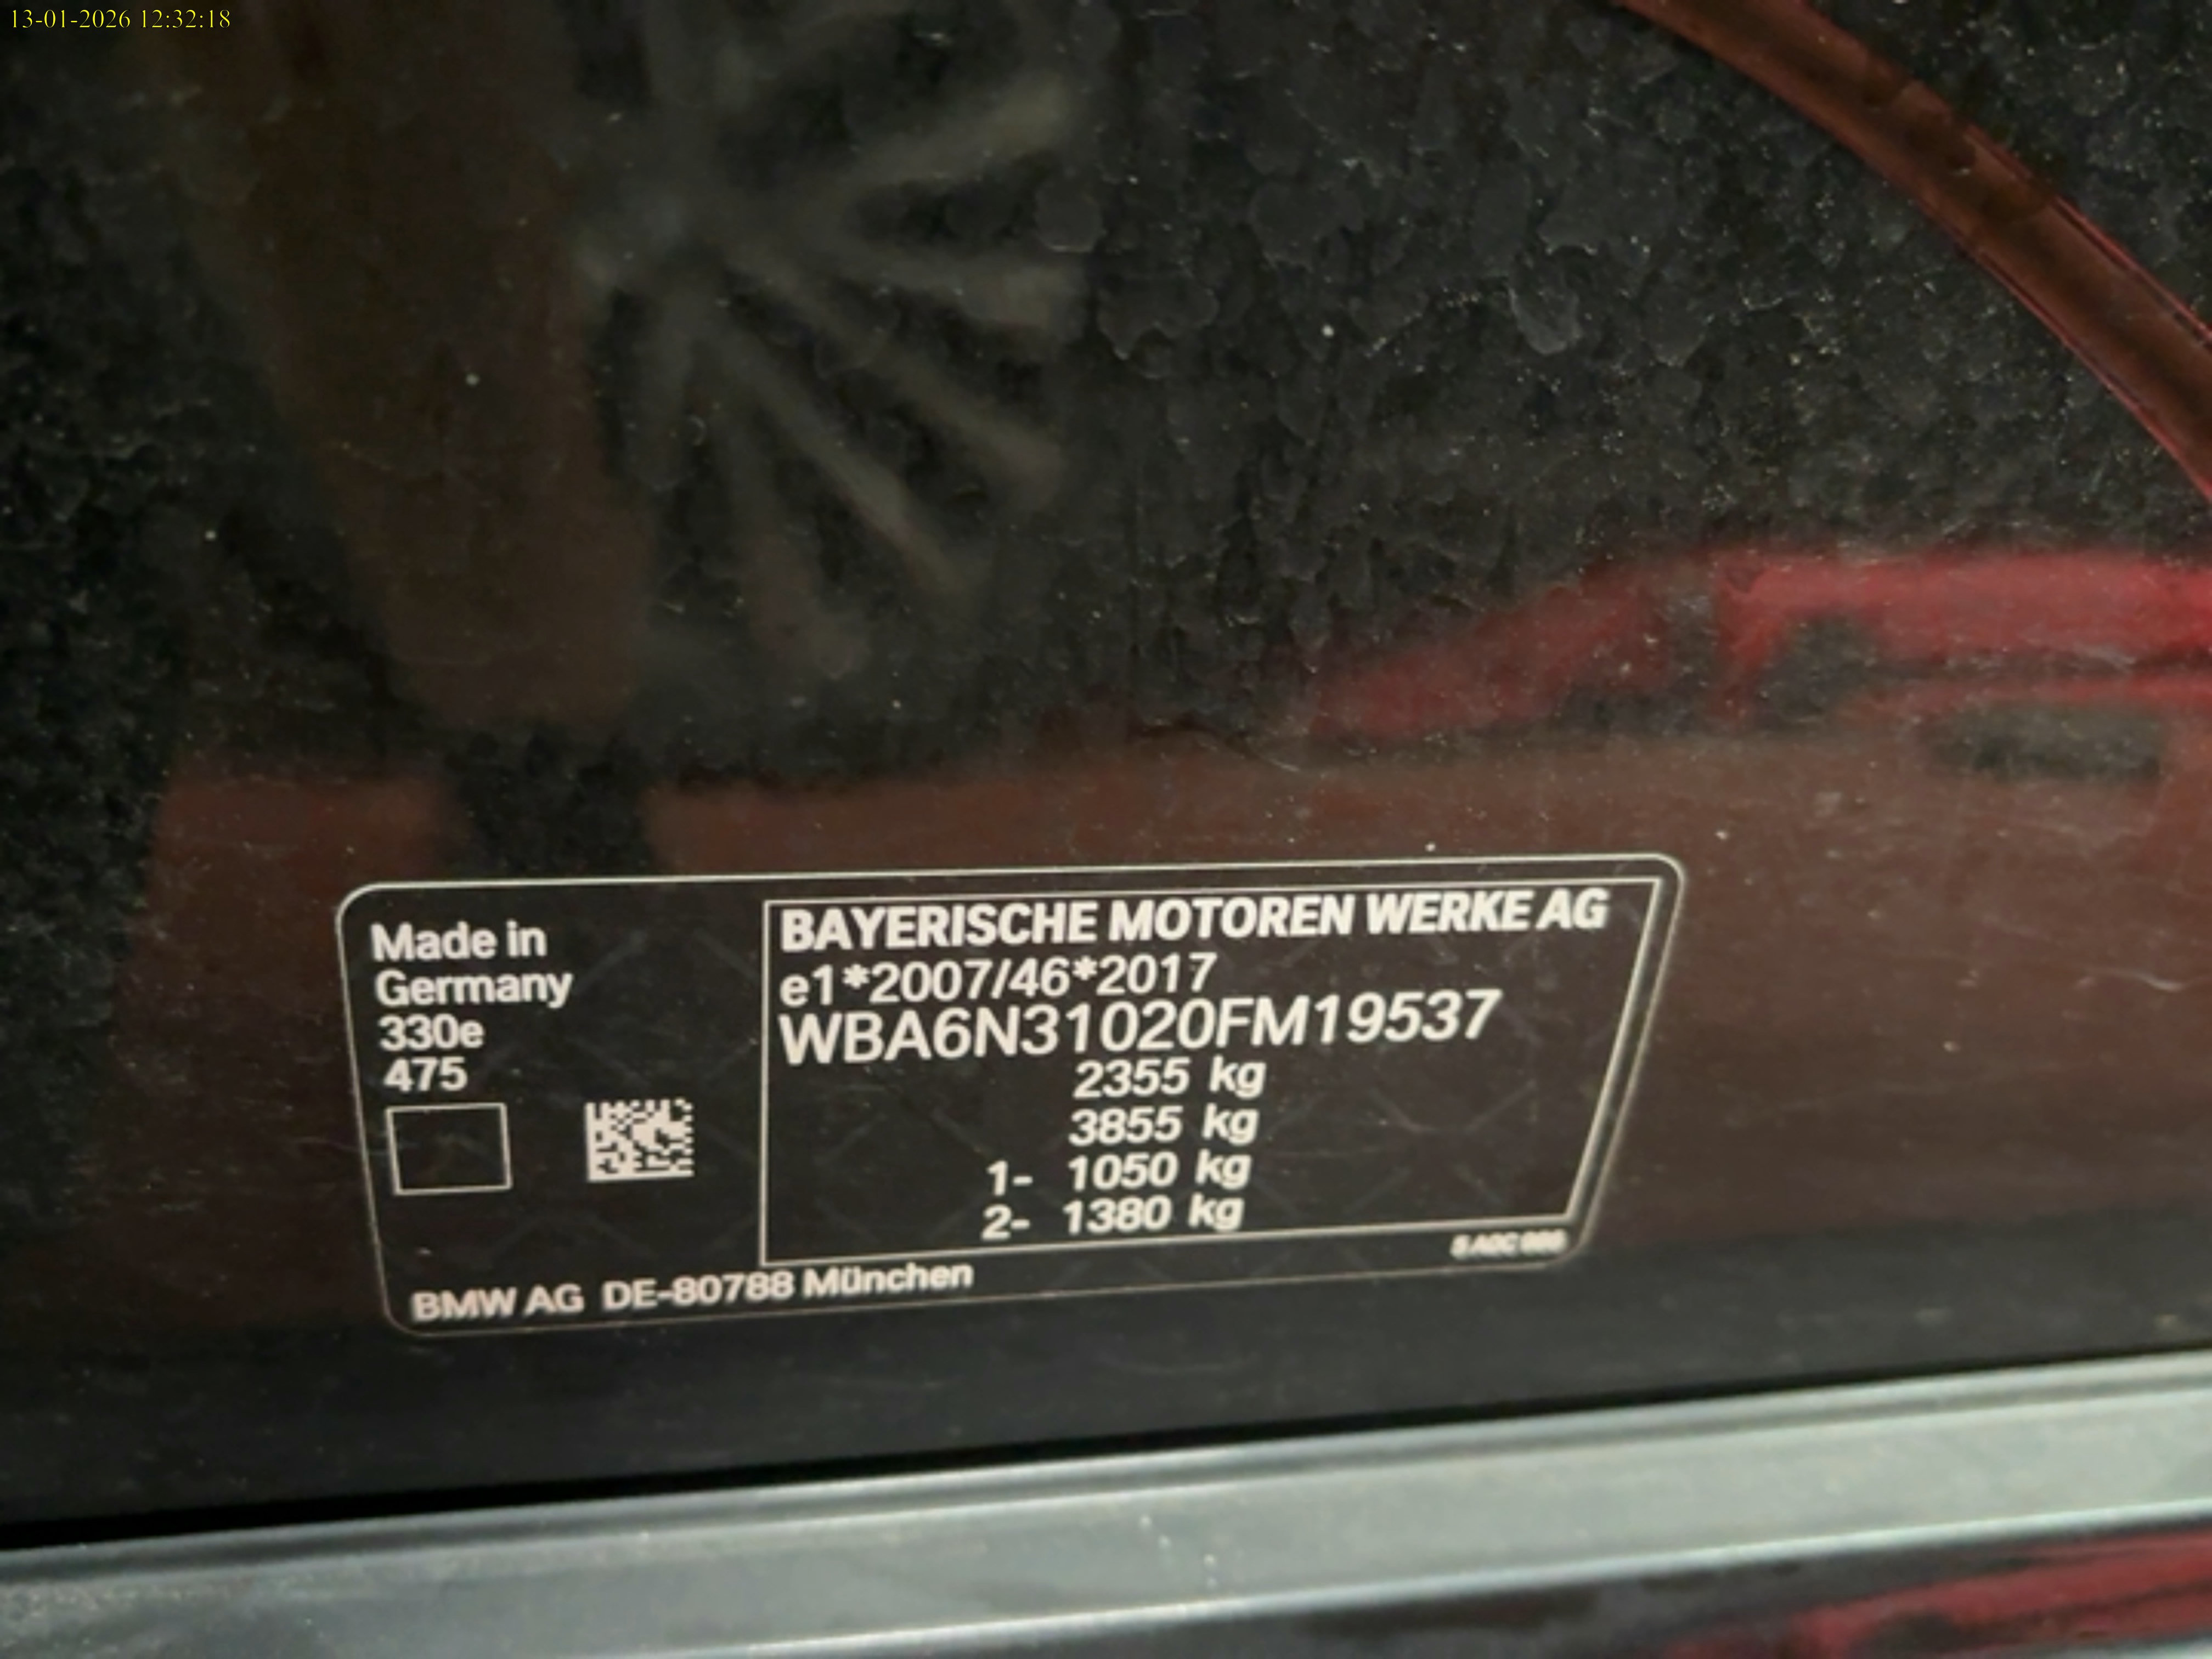 13-01-2026 12:32:18
Made in
Germany
330e
475
BAYERISCHE MOTOREN WERKE AG
e1*2007/46*2017
WBA6N31020FM19537
2355 kg
3855 kg
1- 1050 kg
2- 1380 kg
BMW AG DE-80788 München